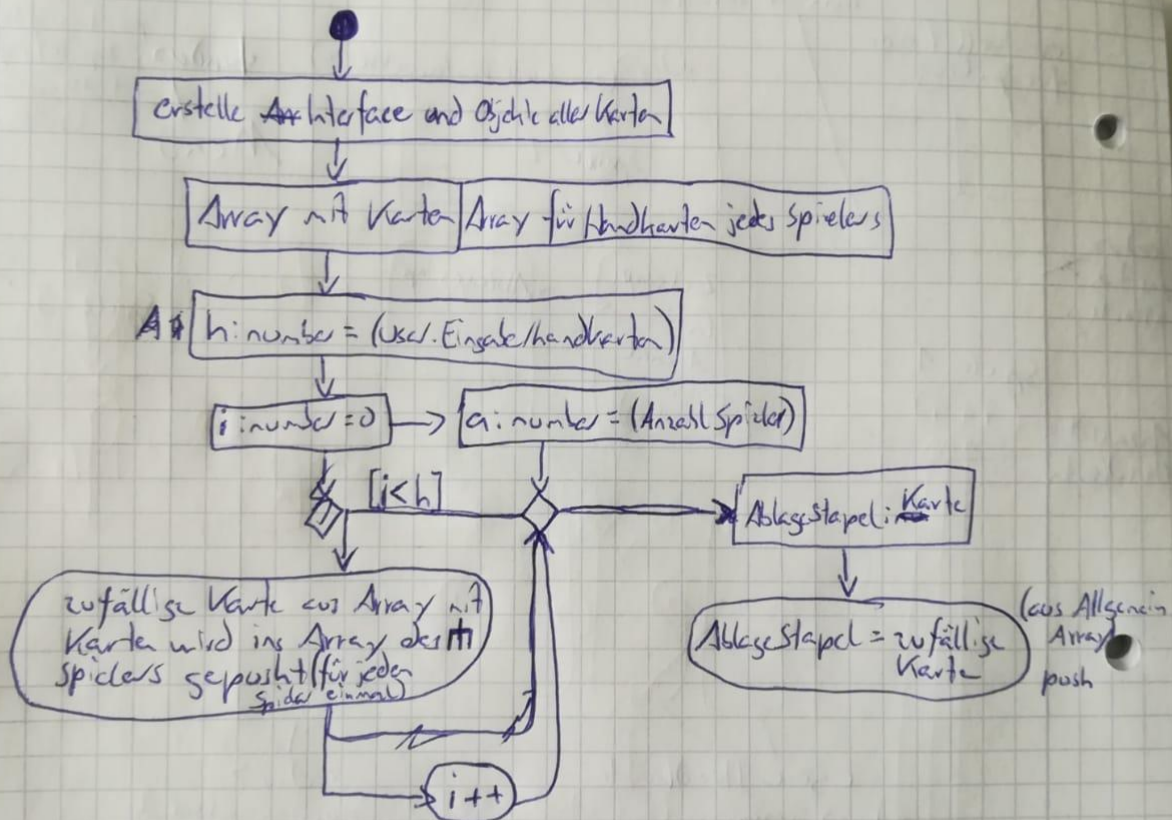 erstelle Interface und Objekte aller Karten
Array mit Karten
Array für Handkarten jedes Spielers
h: number = (User.Eingabe/handkarten)
i: number = 0
a: number = (Anzahl Spieler)
[i<h]
AblageStapel: Karte
zufällige Karte aus Array mit
Karten wird ins Array des
Spielers gepusht (für jeden
Spieler einmal)
AblageStapel = zufällige
Karte
(aus Allgemein
Array
push
i++